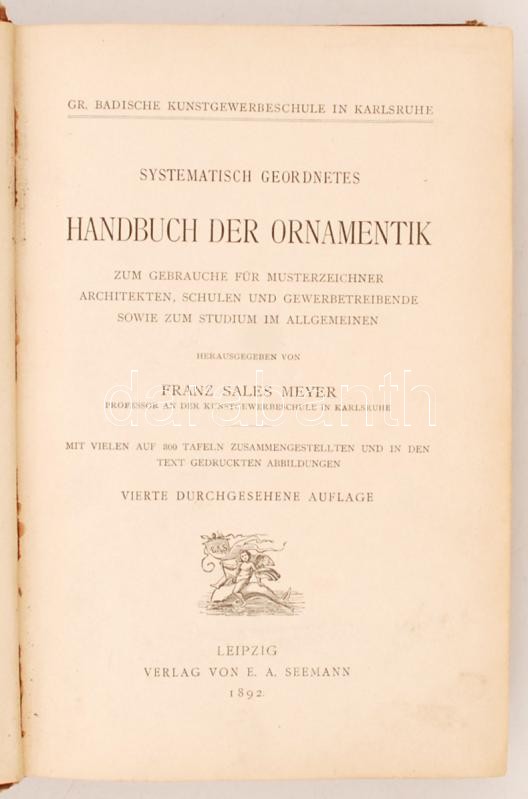 GR. BADISCHE KUNSTGEWERBESCHULE IN KARLSRUHE
SYSTEMATISCH GEORDNETES
HANDBUCH DER ORNAMENTIK
ZUM GEBRAUCHE FÜR MUSTERZEICHNER
ARCHITEKTEN, SCHULEN UND GEWERBETREIBENDE
SOWIE ZUM STUDIUM IM ALLGEMEINEN
HERAUSGEGEBEN VON
FRANZ SALES MEYER
darabanth
PROFESSOR AN DER KUNSTGEWERBESCHULE IN KARLSRUHE
MIT VIELEN AUF 300 TAFELN ZUSAMMENGESTELLTEN UND IN DEN
TEXT GEDRUCKTEN ABBILDUNGEN
VIERTE DURCHGESEHENE AUFLAGE
LEIPZIG
VERLAG VON E. A. SEEMANN
1892.